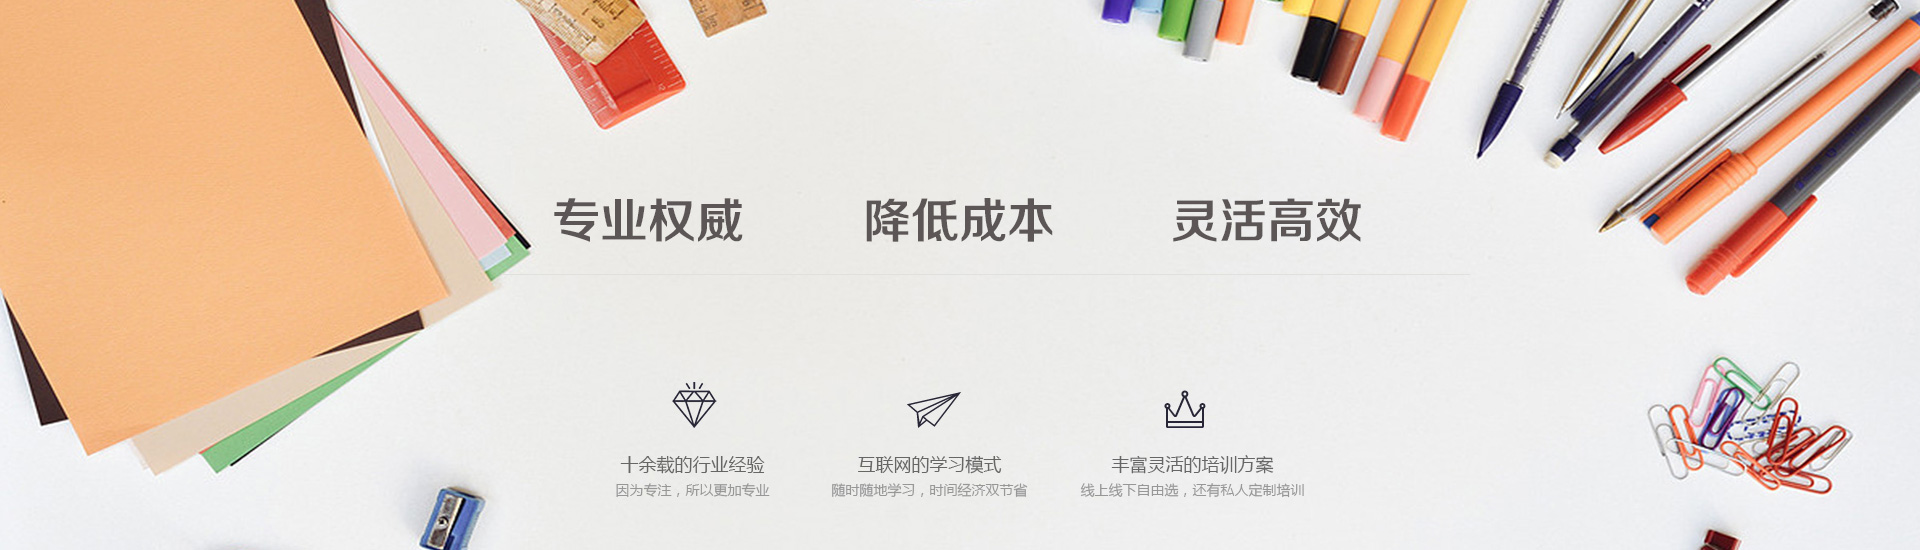 专业权威 降低成本 灵活高效
十余载的行业经验 互联网的学习模式 丰富灵活的培训方案
因为专注，所以更加专业 随时随地学习，时间经济双节省 线上线下自由选，还有私人定制培训